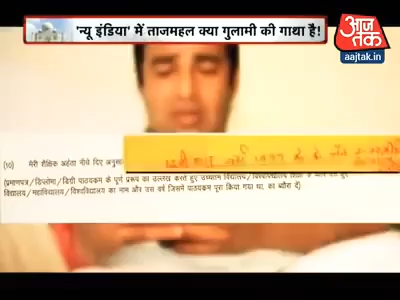 'न्यू इंडिया' में ताजमहल क्या गुलामी की गाथा है!
आज
तक
aajtak.in
(10) मेरी शैक्षिक अर्हता नीचे दिए अनुसार
(प्रमाणपत्र/डिप्लोमा/डिग्री पाठ्यक्रम के पूर्ण प्ररूप का उल्लेख करते हुए उच्चतम विद्यालय/विश्वविद्यालय शिक्षा के ब्यौरे दें हुए
विद्यालय/महाविद्यालय/विश्वविद्यालय का नाम और उस वर्ष जिसमें पाठ्यक्रम पूरा किया गया था, का ब्यौरा दें)